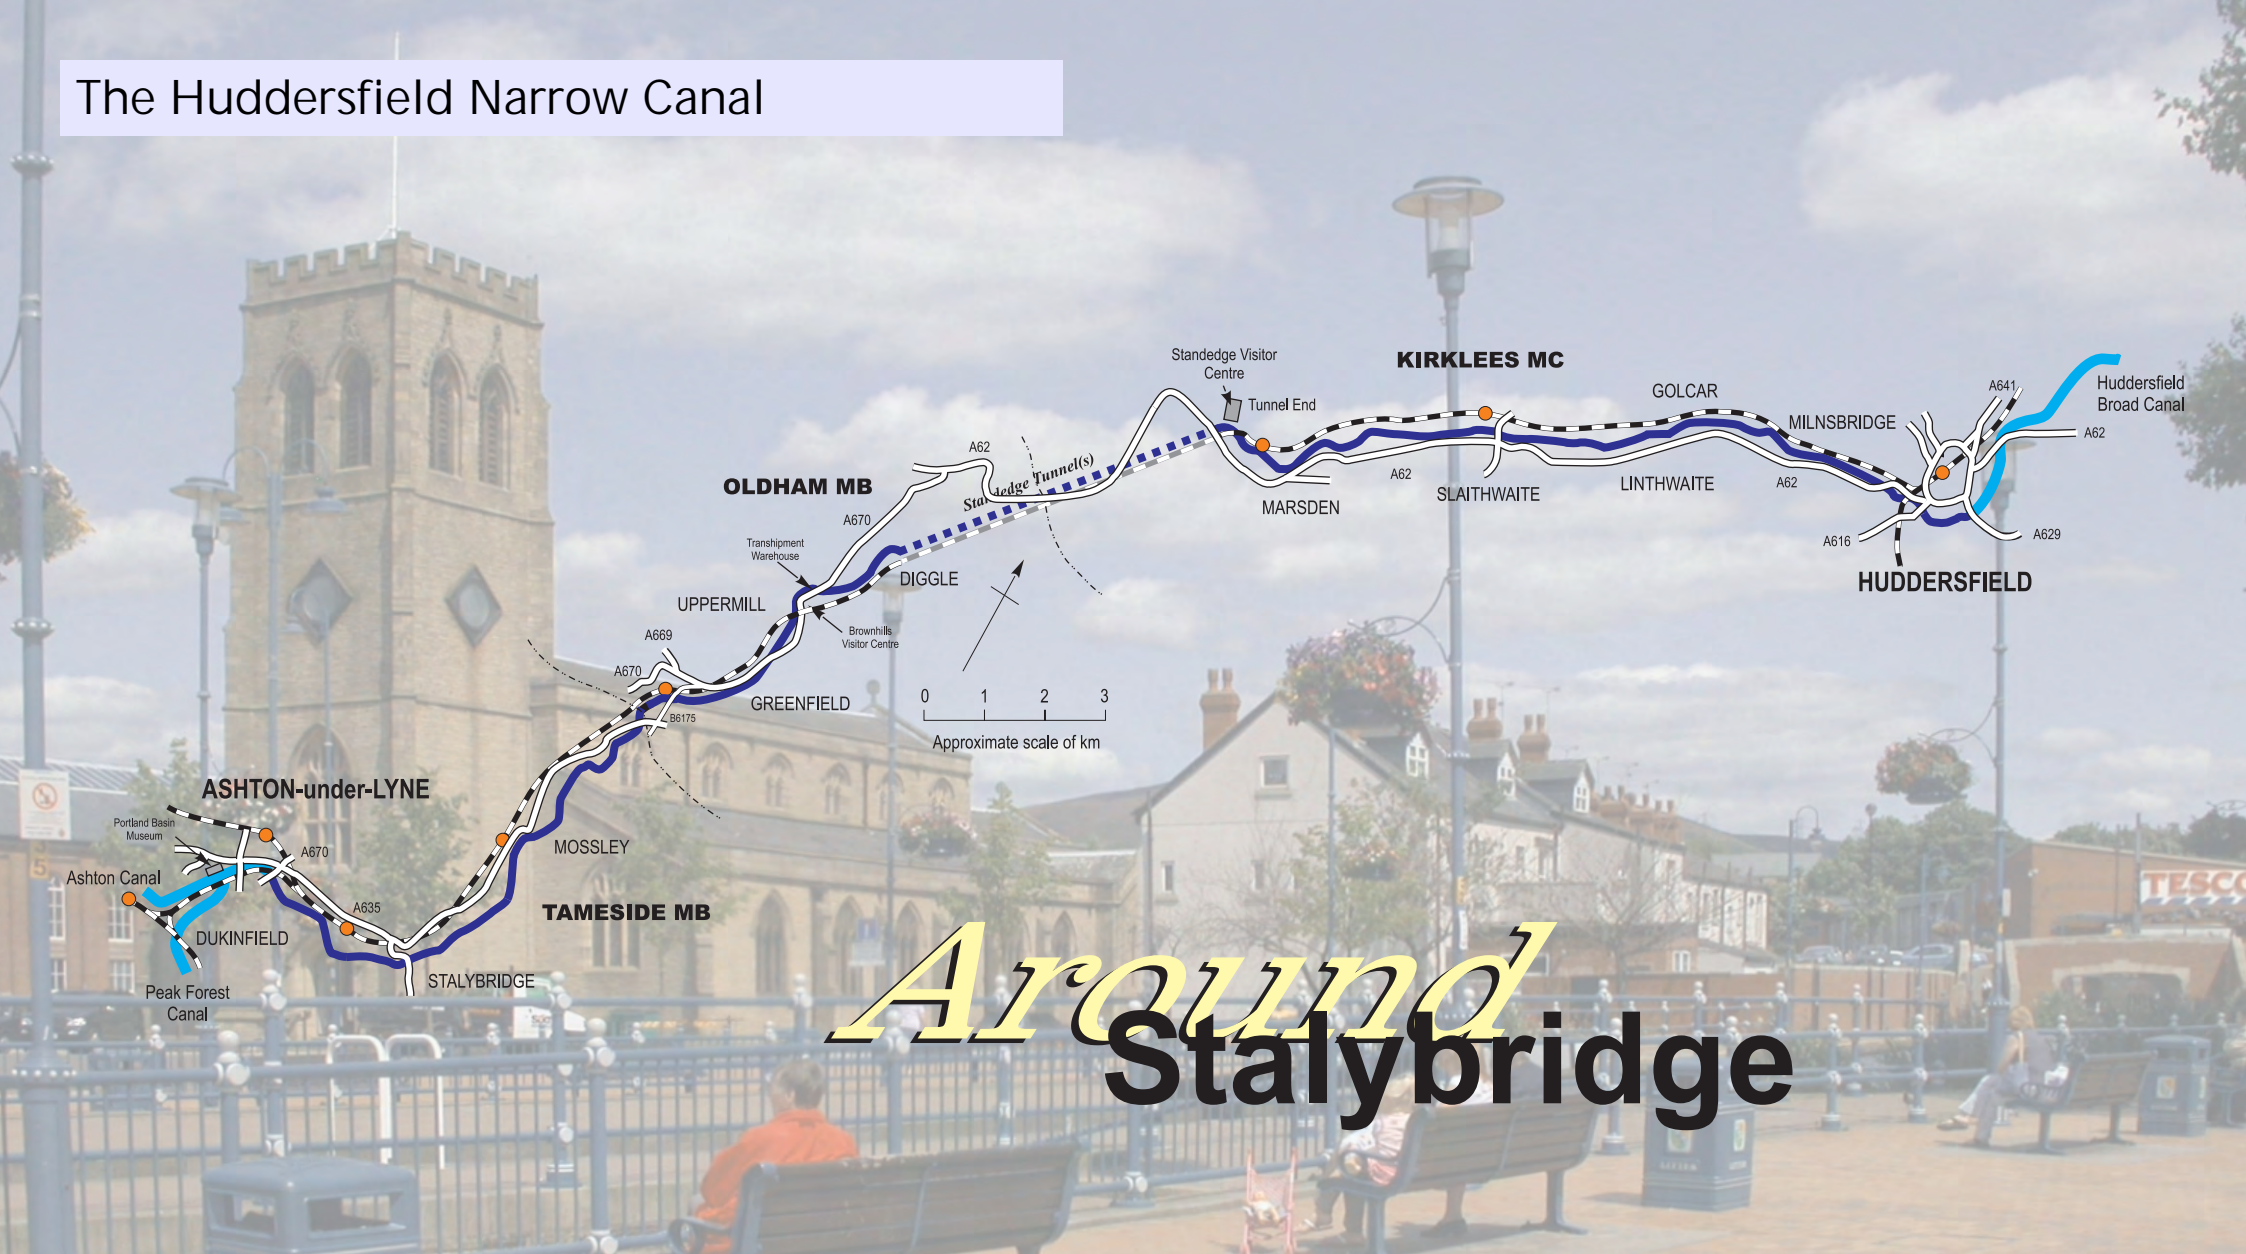 The Huddersfield Narrow Canal
Standedge Visitor
Centre
Tunnel End
KIRKLEES MC
GOLCAR
MILNSBRIDGE
A641
Huddersfield
Broad Canal
A62
A62
OLDHAM MB
Standedge Tunnel(s)
A62
SLAITHWAITE
LINTHWAITE
A62
MARSDEN
A670
A616
A629
HUDDERSFIELD
Transhipment
Warehouse
DIGGLE
UPPERMILL
Brownhills
Visitor Centre
A669
A670
GREENFIELD
B6175
0 1 2 3
Approximate scale of km
ASHTON-under-LYNE
Portland Basin
Museum
A670
MOSSLEY
Ashton Canal
A635
TAMESIDE MB
DUKINFIELD
STALYBRIDGE
Peak Forest
Canal
TESCO
5
Around
Stalybridge